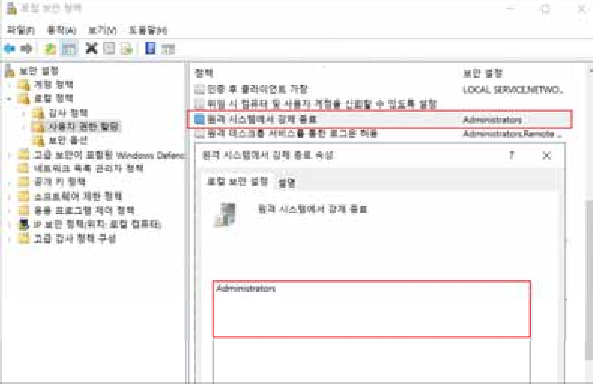 로컬 보안 정책
파일(F) 동작(A) 보기(V) 도움말(H)
보안 설정
계정 정책
로컬 정책
감사 정책
사용자 권한 할당
보안 옵션
고급 보안이 포함된 Windows Defenc
네트워크 목록 관리자 정책
공개 키 정책
소프트웨어 제한 정책
응용 프로그램 제어 정책
IP 보안 정책(위치: 로컬 컴퓨터)
고급 감사 정책 구성
정책 보안 설정
인증 후 클라이언트 가장 LOCAL SERVICE,NETWO..
위임 시 컴퓨터 및 사용자 계정을 신뢰할 수 있도록 설정
원격 시스템에서 강제 종료 Administrators
원격 데스크톱 서비스를 통한 로그온 허용 Administrators,Remote ..
원격 시스템에서 강제 종료 속성 ? ×
로컬 보안 설정 설명
원격 시스템에서 강제 종료
Administrators